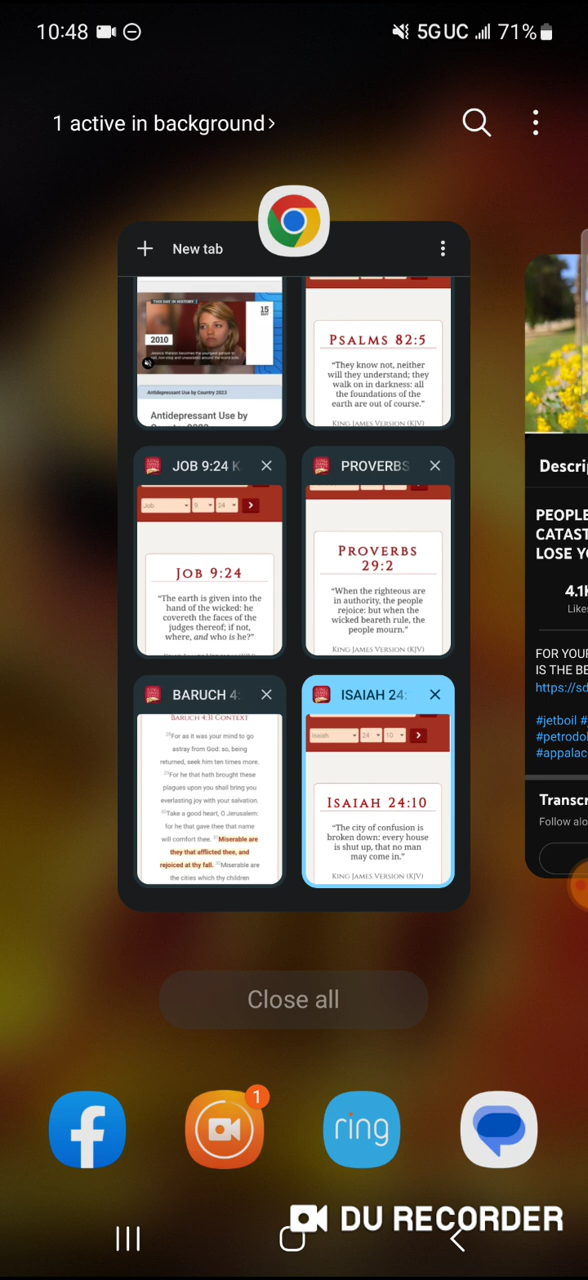 10:48
5G UC
71%
1 active in background
New tab
THIS DAY IN HISTORY
15
2010
Antidepressant Use by Country 2023
Antidepressant Use by
PSALMS 82:5
“They know not, neither
will they understand; they
walk on in darkness: all
the foundations of the
earth are out of course.”
KING JAMES VERSION (KJV)
JOB 9:24 K
Job
9
24
JOB 9:24
“The earth is given into the
hand of the wicked: he
covereth the faces of the
judges thereof; if not,
where, and who is he?”
PROVERBS
PROVERBS
29:2
“When the righteous are
in authority, the people
rejoice: but when the
wicked beareth rule, the
people mourn.”
KING JAMES VERSION (KJV)
BARUCH 4:
BARUCH 4:31 CONTEXT
For as it was your mind to go
astray from God: so, being
returned, seek him ten times more.
For he that hath brought these
plagues upon you shall bring you
everlasting joy with your salvation.
Take a good heart, O Jerusalem:
for he that gave thee that name
will comfort thee. Miserable are
they that afflicted thee, and
rejoiced at thy fall. Miserable are
the cities which thy children
ISAIAH 24:
Isaiah
24
10
ISAIAH 24:10
“The city of confusion is
broken down: every house
is shut up, that no man
may come in.”
KING JAMES VERSION (KJV)
Descri
PEOPLE
CATAST
LOSE YO
4.1K
Likes
FOR YOUR
IS THE BE
https://sd
#jetboil #
#petrodol
#appalac
Transcr
Follow alo
Close all
1
ring
DU RECORDER